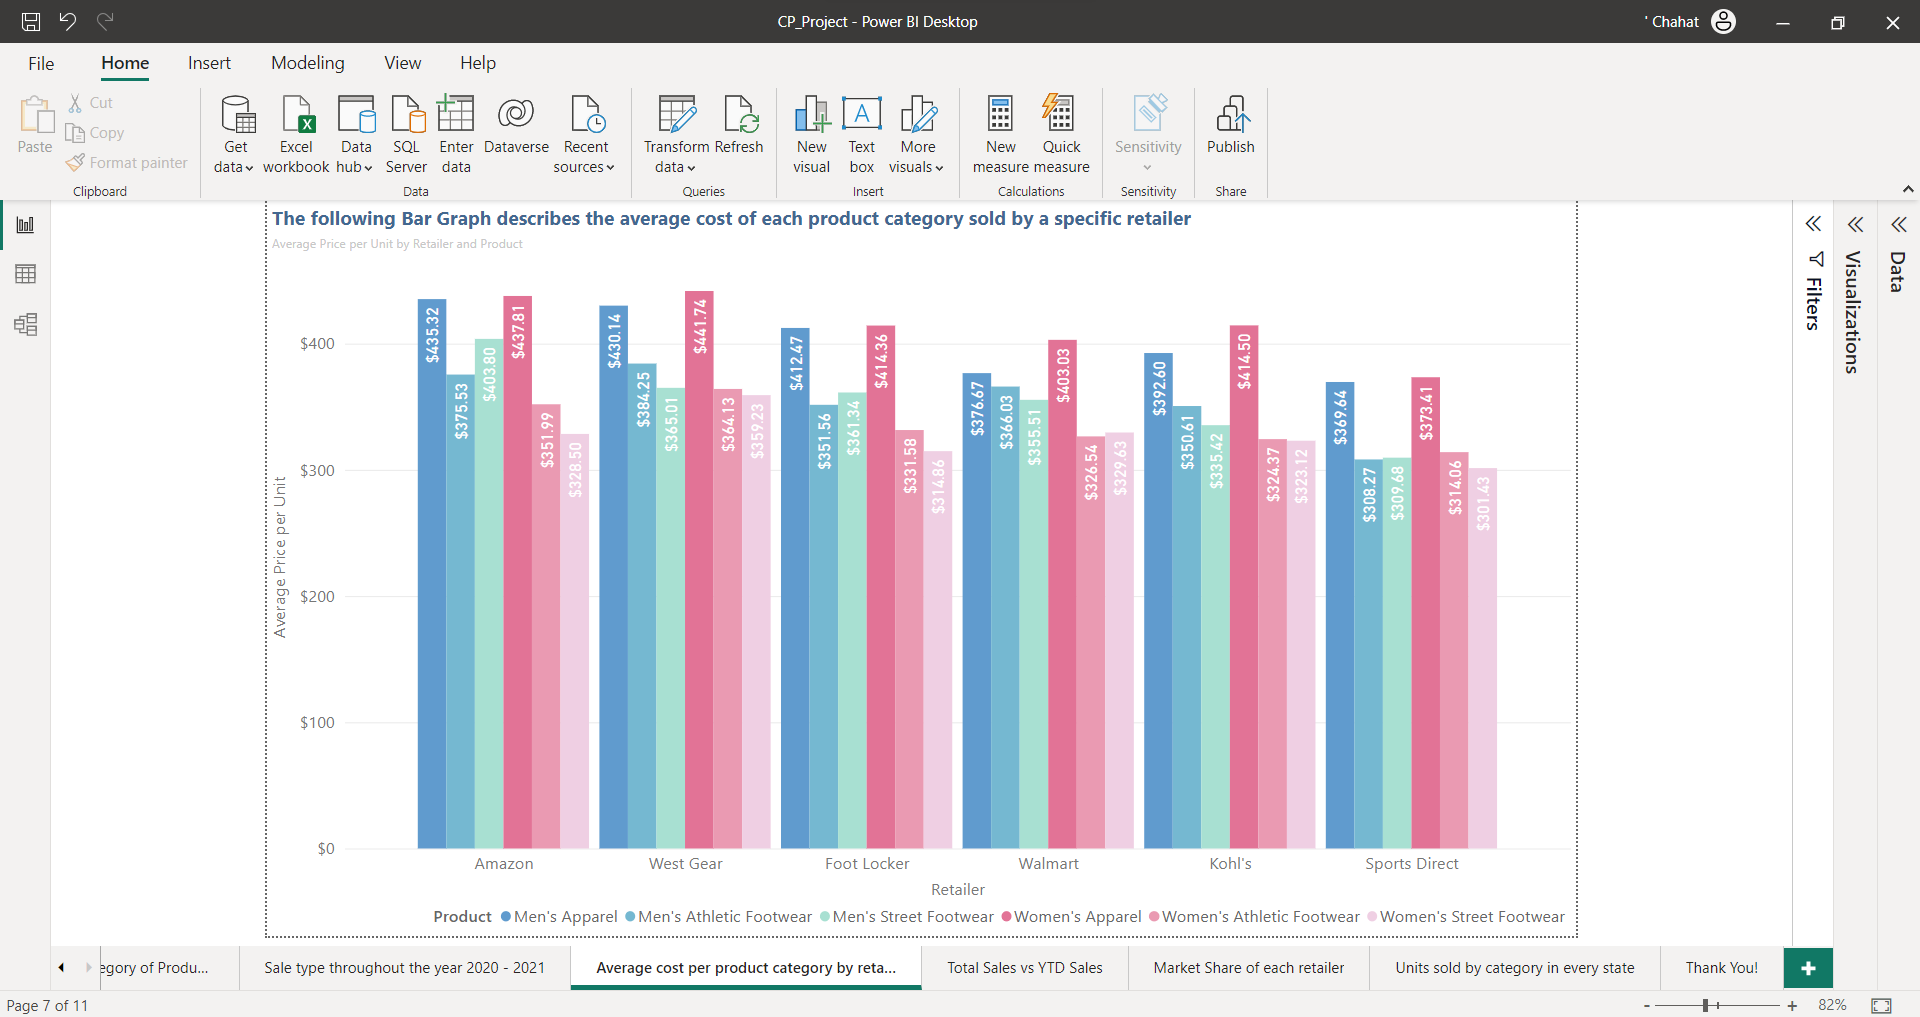 CP_Project - Power BI Desktop
' Chahat
File Home Insert Modeling View Help
Paste
Cut
Copy
Format painter
Clipboard
Get data
Excel workbook
Data hub
SQL Server
Enter data
Dataverse
Recent sources
Data
Transform data
Refresh
Queries
New visual
Text box
More visuals
Insert
New measure
Quick measure
Calculations
Sensitivity
Sensitivity
Publish
Share
The following Bar Graph describes the average cost of each product category sold by a specific retailer
Average Price per Unit by Retailer and Product
Average Price per Unit
$400
$300
$200
$100
$0
$435.32
$375.53
$403.80
$437.81
$351.99
$328.50
$430.14
$384.25
$365.01
$441.74
$364.13
$359.23
$412.47
$351.56
$361.34
$414.36
$331.58
$314.86
$376.67
$366.03
$355.51
$403.03
$326.54
$329.63
$392.60
$350.61
$335.42
$414.50
$324.37
$323.12
$369.64
$308.27
$309.68
$373.41
$314.06
$301.43
Amazon West Gear Foot Locker Walmart Kohl's Sports Direct
Retailer
Product Men's Apparel Men's Athletic Footwear Men's Street Footwear Women's Apparel Women's Athletic Footwear Women's Street Footwear
Filters
Visualizations
Data
egory of Produ... Sale type throughout the year 2020 - 2021 Average cost per product category by reta... Total Sales vs YTD Sales Market Share of each retailer Units sold by category in every state Thank You! +
Page 7 of 11
- + 82%